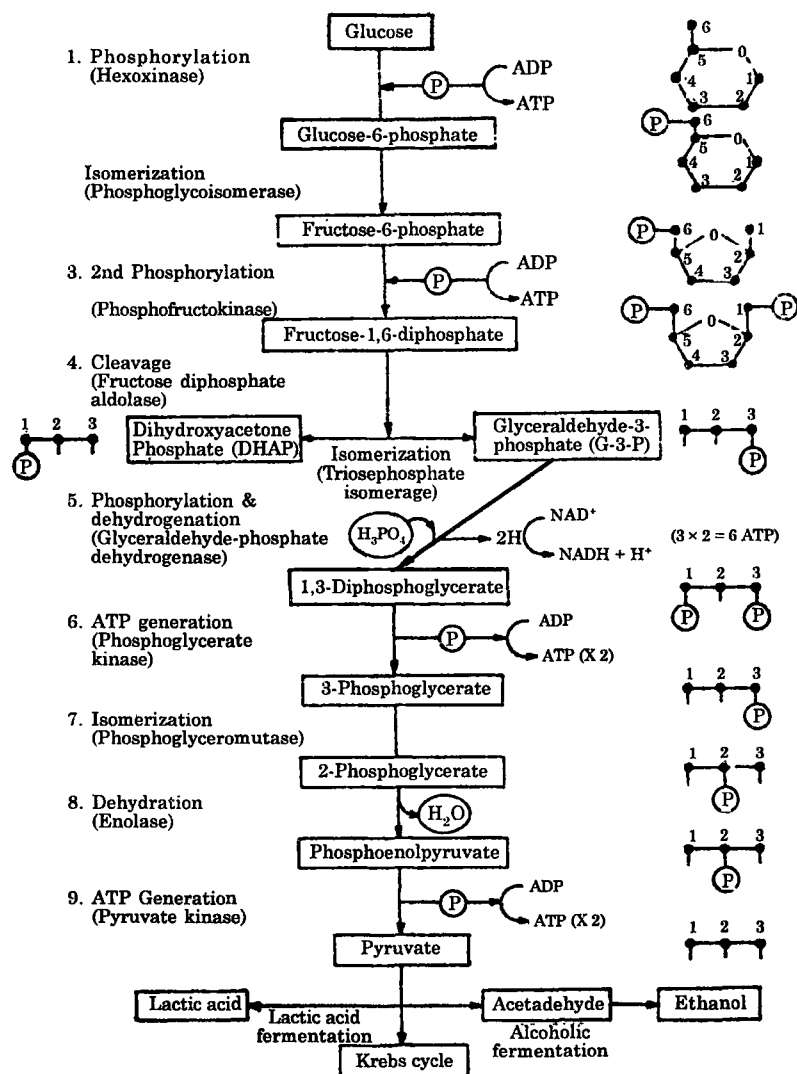 Glucose
1. Phosphorylation
(Hexoxinase)
P
ADP
ATP
6
5
0
4
1
3
2
Glucose-6-phosphate
P
6
5
0
4
1
3
2
Isomerization
(Phosphoglycoisomerase)
Fructose-6-phosphate
P
6
0
1
5
2
4
3
3. 2nd Phosphorylation
(Phosphofructokinase)
P
ADP
ATP
Fructose-1,6-diphosphate
P
6
1
P
0
5
2
4
3
4. Cleavage
(Fructose diphosphate
aldolase)
1 2 3
P
Dihydroxyacetone
Phosphate (DHAP)
Isomerization
(Triosephosphate
isomerage)
Glyceraldehyde-3-
phosphate (G-3-P)
1 2 3
P
5. Phosphorylation &
dehydrogenation
(Glyceraldehyde-phosphate
dehydrogenase)
H₃PO₄
2H
NAD⁺
NADH + H⁺
(3 × 2 = 6 ATP)
1,3-Diphosphoglycerate
1 2 3
P P
6. ATP generation
(Phosphoglycerate
kinase)
P
ADP
ATP (X 2)
3-Phosphoglycerate
1 2 3
P
7. Isomerization
(Phosphoglyceromutase)
2-Phosphoglycerate
1 2 3
P
8. Dehydration
(Enolase)
H₂O
Phosphoenolpyruvate
1 2 3
P
9. ATP Generation
(Pyruvate kinase)
P
ADP
ATP (X 2)
Pyruvate
1 2 3
Lactic acid
Lactic acid
fermentation
Acetadehyde
Alcoholic
fermentation
Ethanol
Krebs cycle